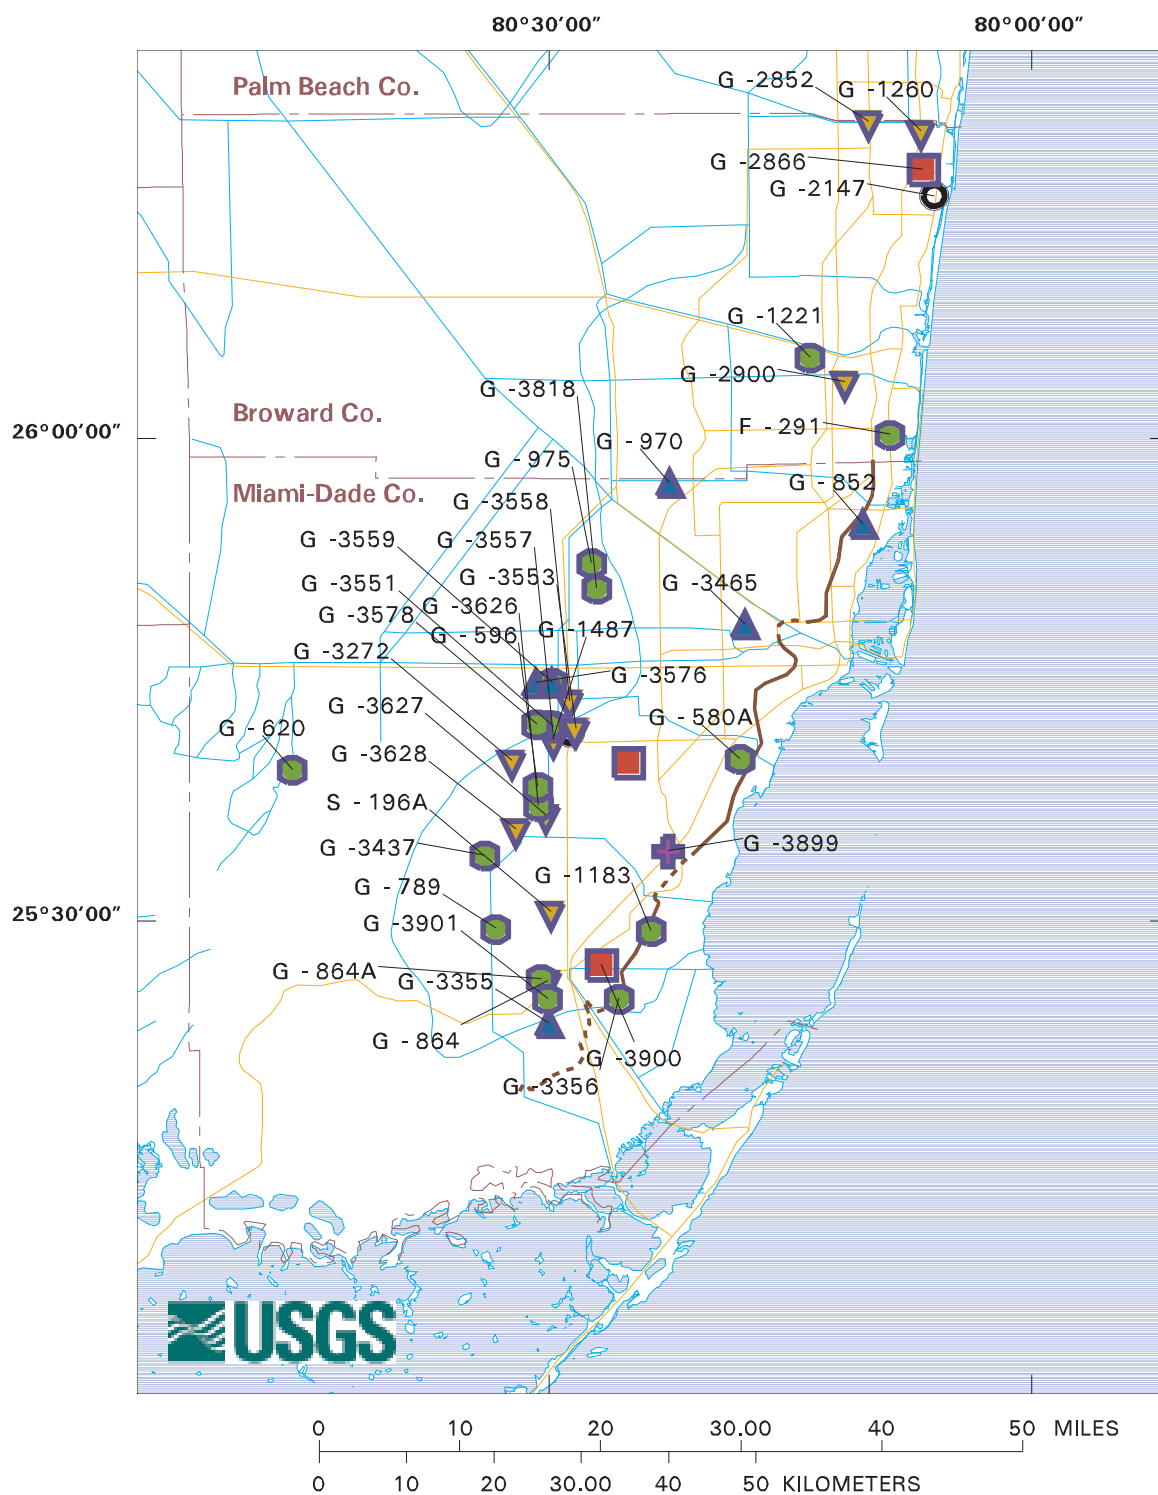 80°30'00" 80°00'00"
Palm Beach Co.
G -2852
G -1260
G -2866
G -2147
G -1221
G -2900
G -3818
Broward Co.
F - 291
26°00'00"
G - 970
G - 975
G - 852
Miami-Dade Co.
G -3558
G -3559
G -3557
G -3553
G -3551
G -3465
G -3626
G -3578
G - 596
G -1487
G -3272
G -3576
G -3627
G -580A
G - 620
G -3628
S - 196A
G -3437
G -3899
G - 789
G -1183
25°30'00"
G -3901
G - 864A
G -3355
G - 864
G -3900
G -3356
USGS
0 10 20 30.00 40 50 MILES
0 10 20 30.00 40 50 KILOMETERS